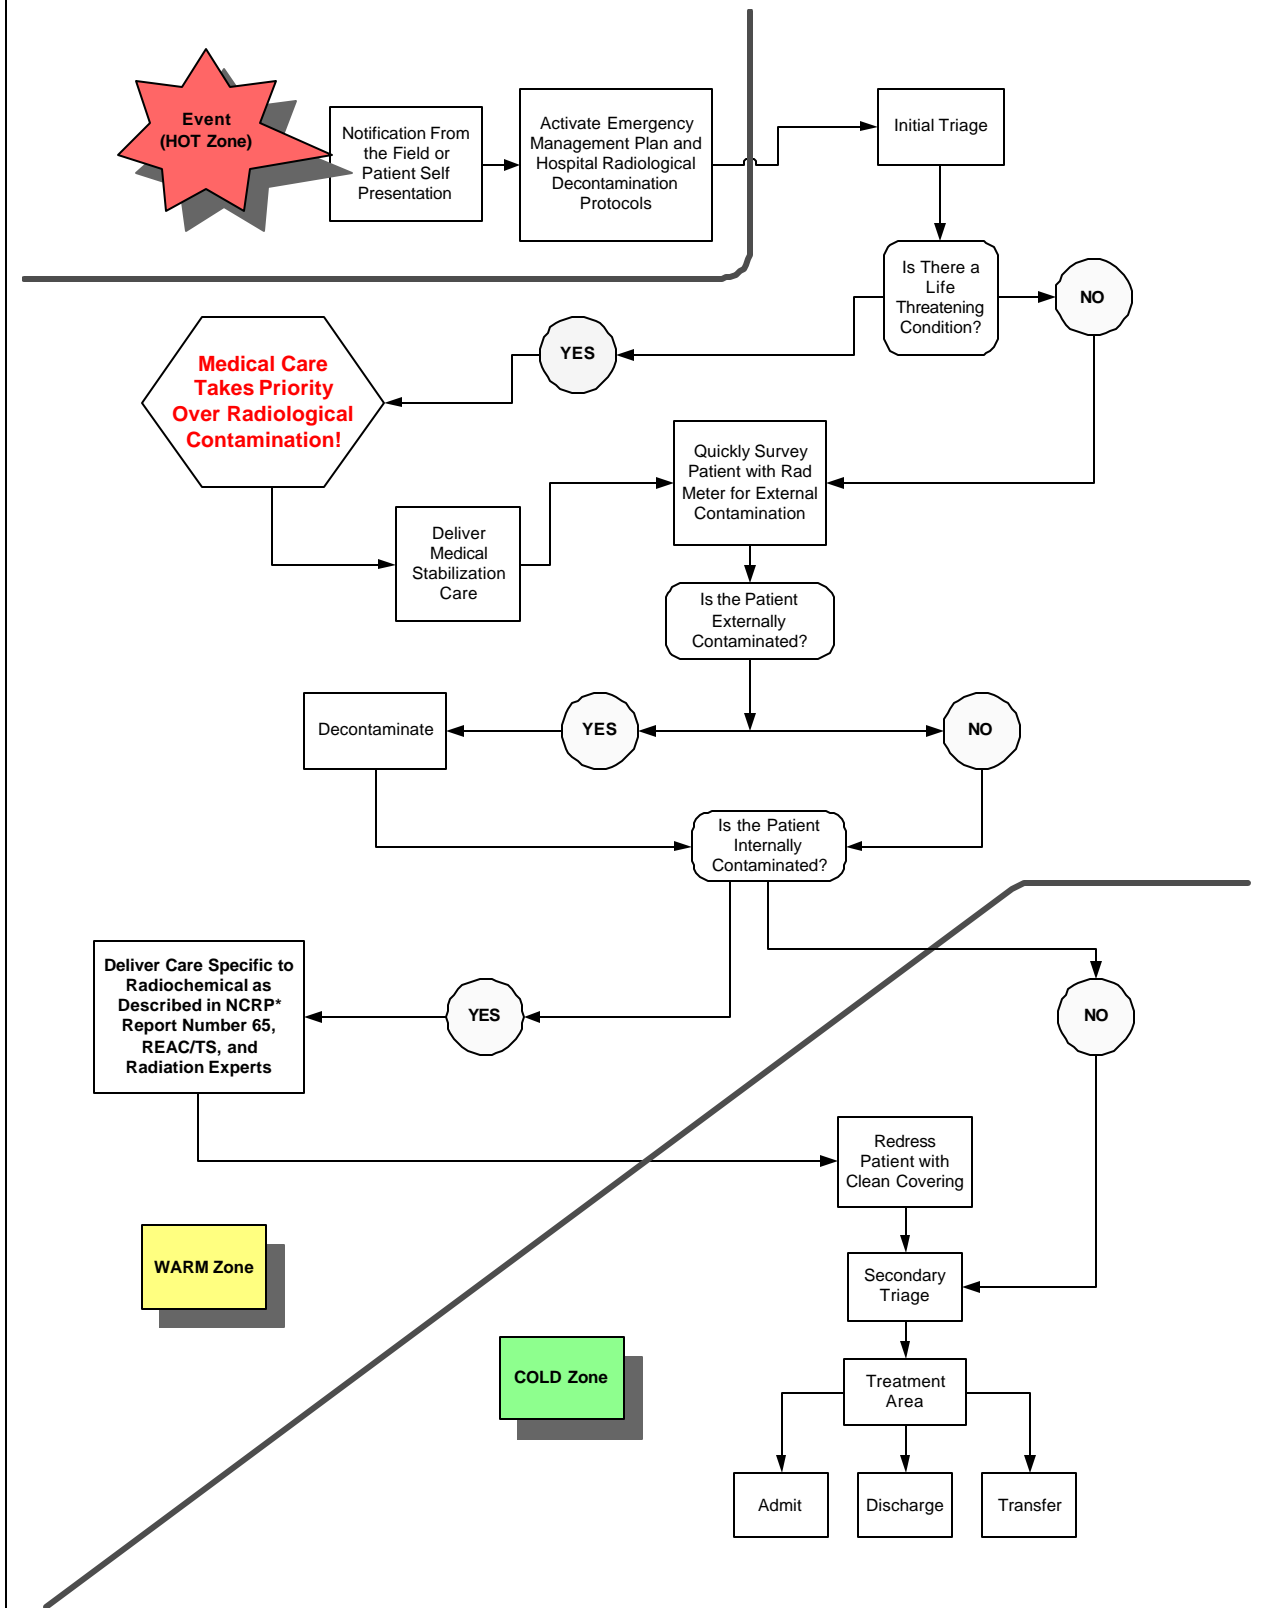 Event
(HOT Zone)
Notification From
the Field or
Patient Self
Presentation
Activate Emergency
Management Plan and
Hospital Radiological
Decontamination
Protocols
Initial Triage
Is There a
Life
Threatening
Condition?
NO
YES
Medical Care
Takes Priority
Over Radiological
Contamination!
Quickly Survey
Patient with Rad
Meter for External
Contamination
Deliver
Medical
Stabilization
Care
Is the Patient
Externally
Contaminated?
Decontaminate
YES
NO
Is the Patient
Internally
Contaminated?
Deliver Care Specific to
Radiochemical as
Described in NCRP*
Report Number 65,
REAC/TS, and
Radiation Experts
YES
NO
Redress
Patient with
Clean Covering
WARM Zone
Secondary
Triage
COLD Zone
Treatment
Area
Admit
Discharge
Transfer